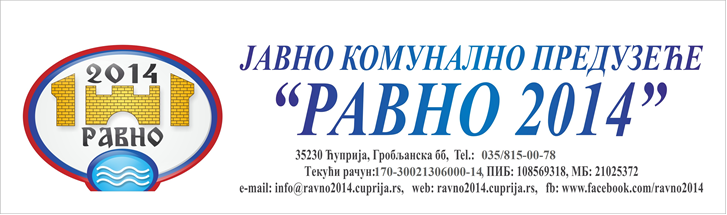 2014
РАВНО
ЈАВНО КОМУНАЛНО ПРЕДУЗЕЋЕ
“РАВНО 2014”
35230 Ћуприја, Гробљанска бб, Tel.: 035/815-00-78
Текући рачун:170-30021306000-14, ПИБ: 108569318, МБ: 21025372
e-mail: info@ravno2014.cuprija.rs, web: ravno2014.cuprija.rs, fb: www.facebook.com/ravno2014